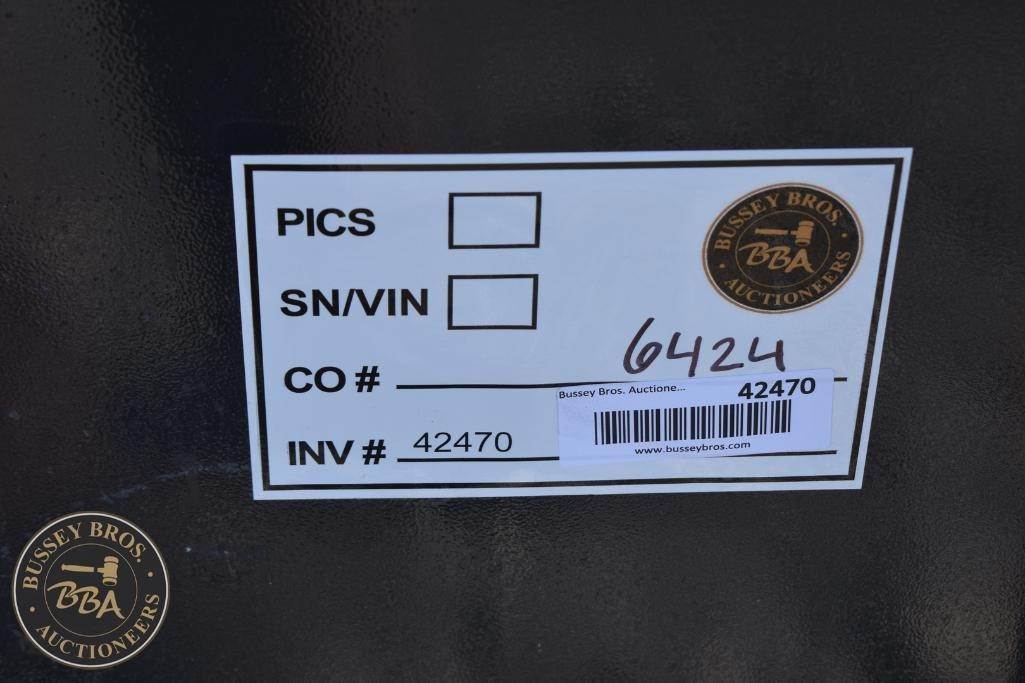 PICS
BUSSEY BROS.
BBA
AUCTIONEERS
SN/VIN
6424
CO #
Bussey Bros. Auctione... 42470
INV # 42470
www.busseybros.com
BUSSEY BROS.
BBA
AUCTIONEERS